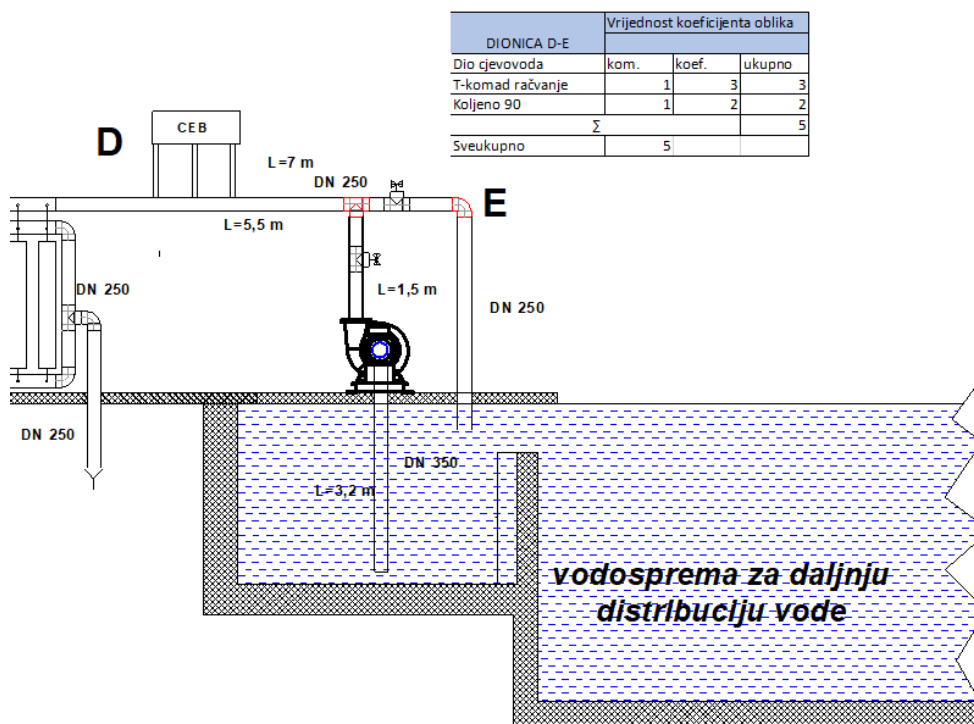 Vrijednost koeficijenta oblika
DIONICA D-E
Dio cjevovoda kom. koef. ukupno
T-komad račvanje 1 3 3
Koljeno 90 1 2 2
Σ 5
Sveukupno 5
D
CEB
L=7 m
DN 250
E
L=5,5 m
DN 250
L=1,5 m
DN 250
DN 250
DN 350
L=3,2 m
vodosprema za daljnju
distribuciju vode